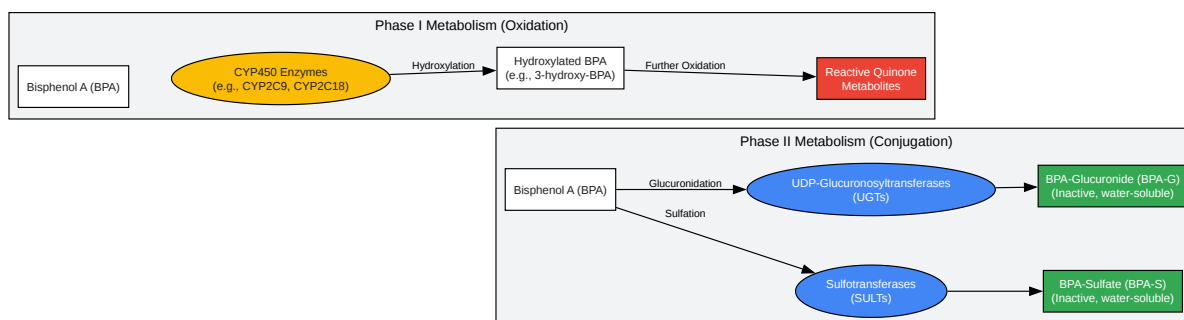 Phase I Metabolism (Oxidation)
Bisphenol A (BPA)
CYP450 Enzymes
(e.g., CYP2C9, CYP2C18)
Hydroxylation
Hydroxylated BPA
(e.g., 3-hydroxy-BPA)
Further Oxidation
Reactive Quinone
Metabolites
Phase II Metabolism (Conjugation)
Bisphenol A (BPA)
Glucuronidation
UDP-Glucuronosyltransferases
(UGTs)
BPA-Glucuronide (BPA-G)
(Inactive, water-soluble)
Sulfation
Sulfotransferases
(SULTs)
BPA-Sulfate (BPA-S)
(Inactive, water-soluble)